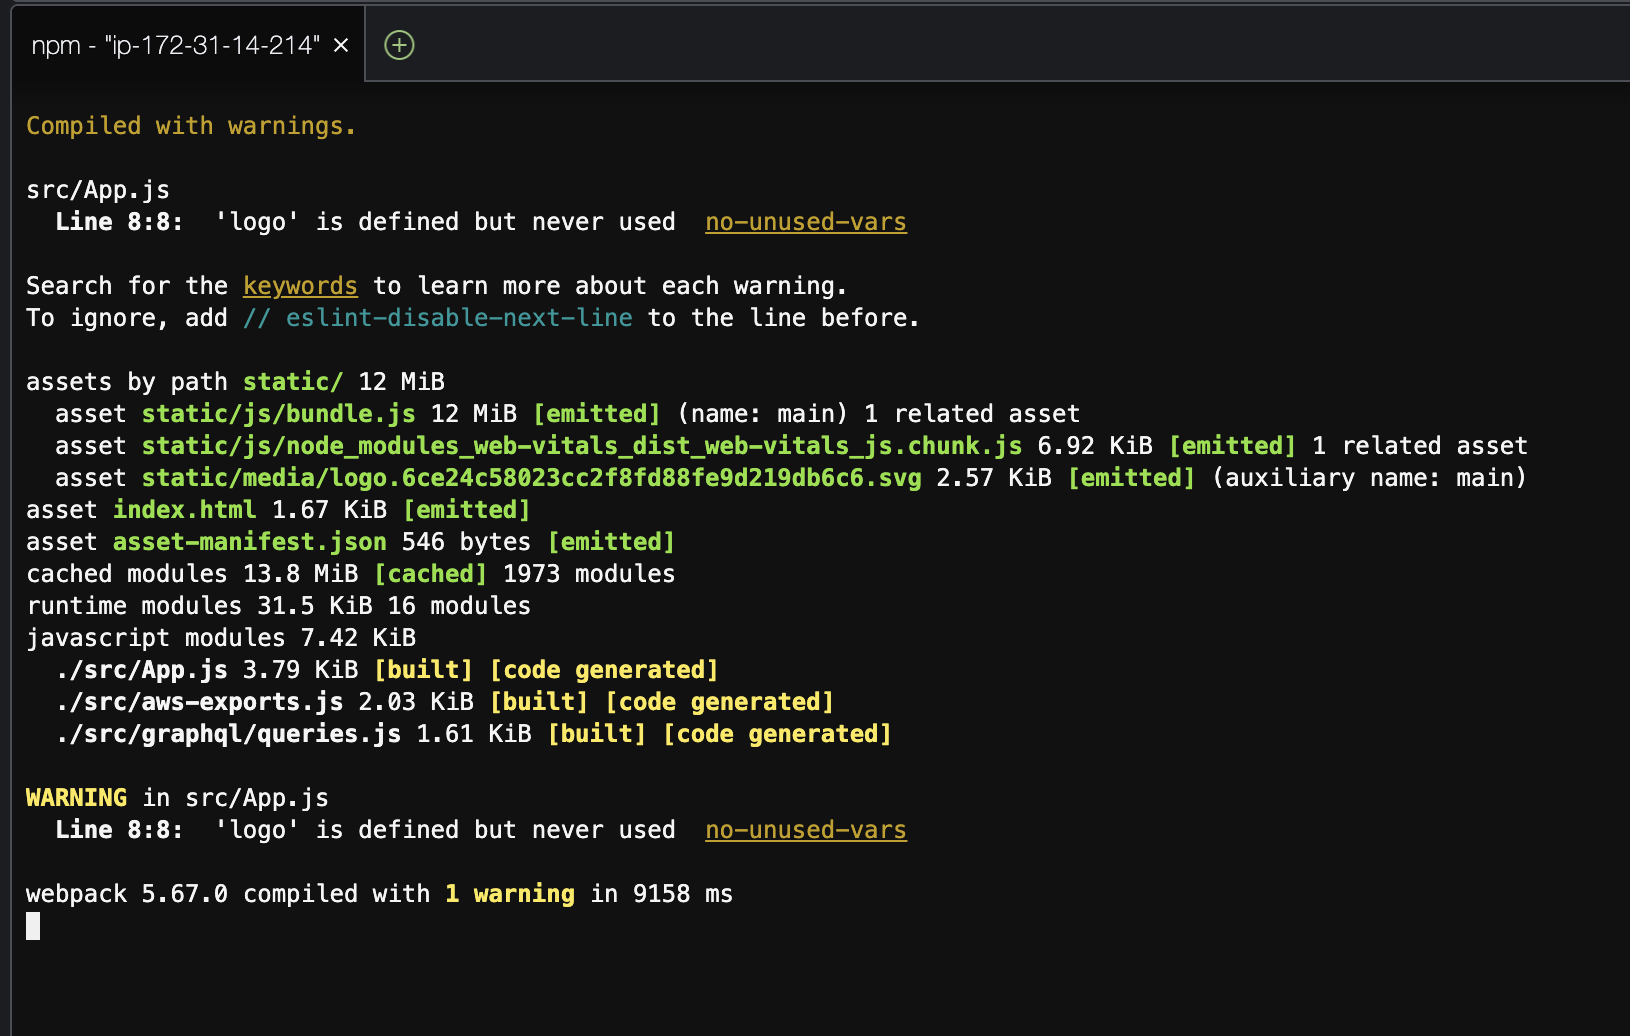 npm - "ip-172-31-14-214" ×
Compiled with warnings.
src/App.js
Line 8:8: 'logo' is defined but never used no-unused-vars
Search for the keywords to learn more about each warning.
To ignore, add // eslint-disable-next-line to the line before.
assets by path static/ 12 MiB
asset static/js/bundle.js 12 MiB [emitted] (name: main) 1 related asset
asset static/js/node_modules_web-vitals_dist_web-vitals_js.chunk.js 6.92 KiB [emitted] 1 related asset
asset static/media/logo.6ce24c58023cc2f8fd88fe9d219db6c6.svg 2.57 KiB [emitted] (auxiliary name: main)
asset index.html 1.67 KiB [emitted]
asset asset-manifest.json 546 bytes [emitted]
cached modules 13.8 MiB [cached] 1973 modules
runtime modules 31.5 KiB 16 modules
javascript modules 7.42 KiB
./src/App.js 3.79 KiB [built] [code generated]
./src/aws-exports.js 2.03 KiB [built] [code generated]
./src/graphql/queries.js 1.61 KiB [built] [code generated]
WARNING in src/App.js
Line 8:8: 'logo' is defined but never used no-unused-vars
webpack 5.67.0 compiled with 1 warning in 9158 ms